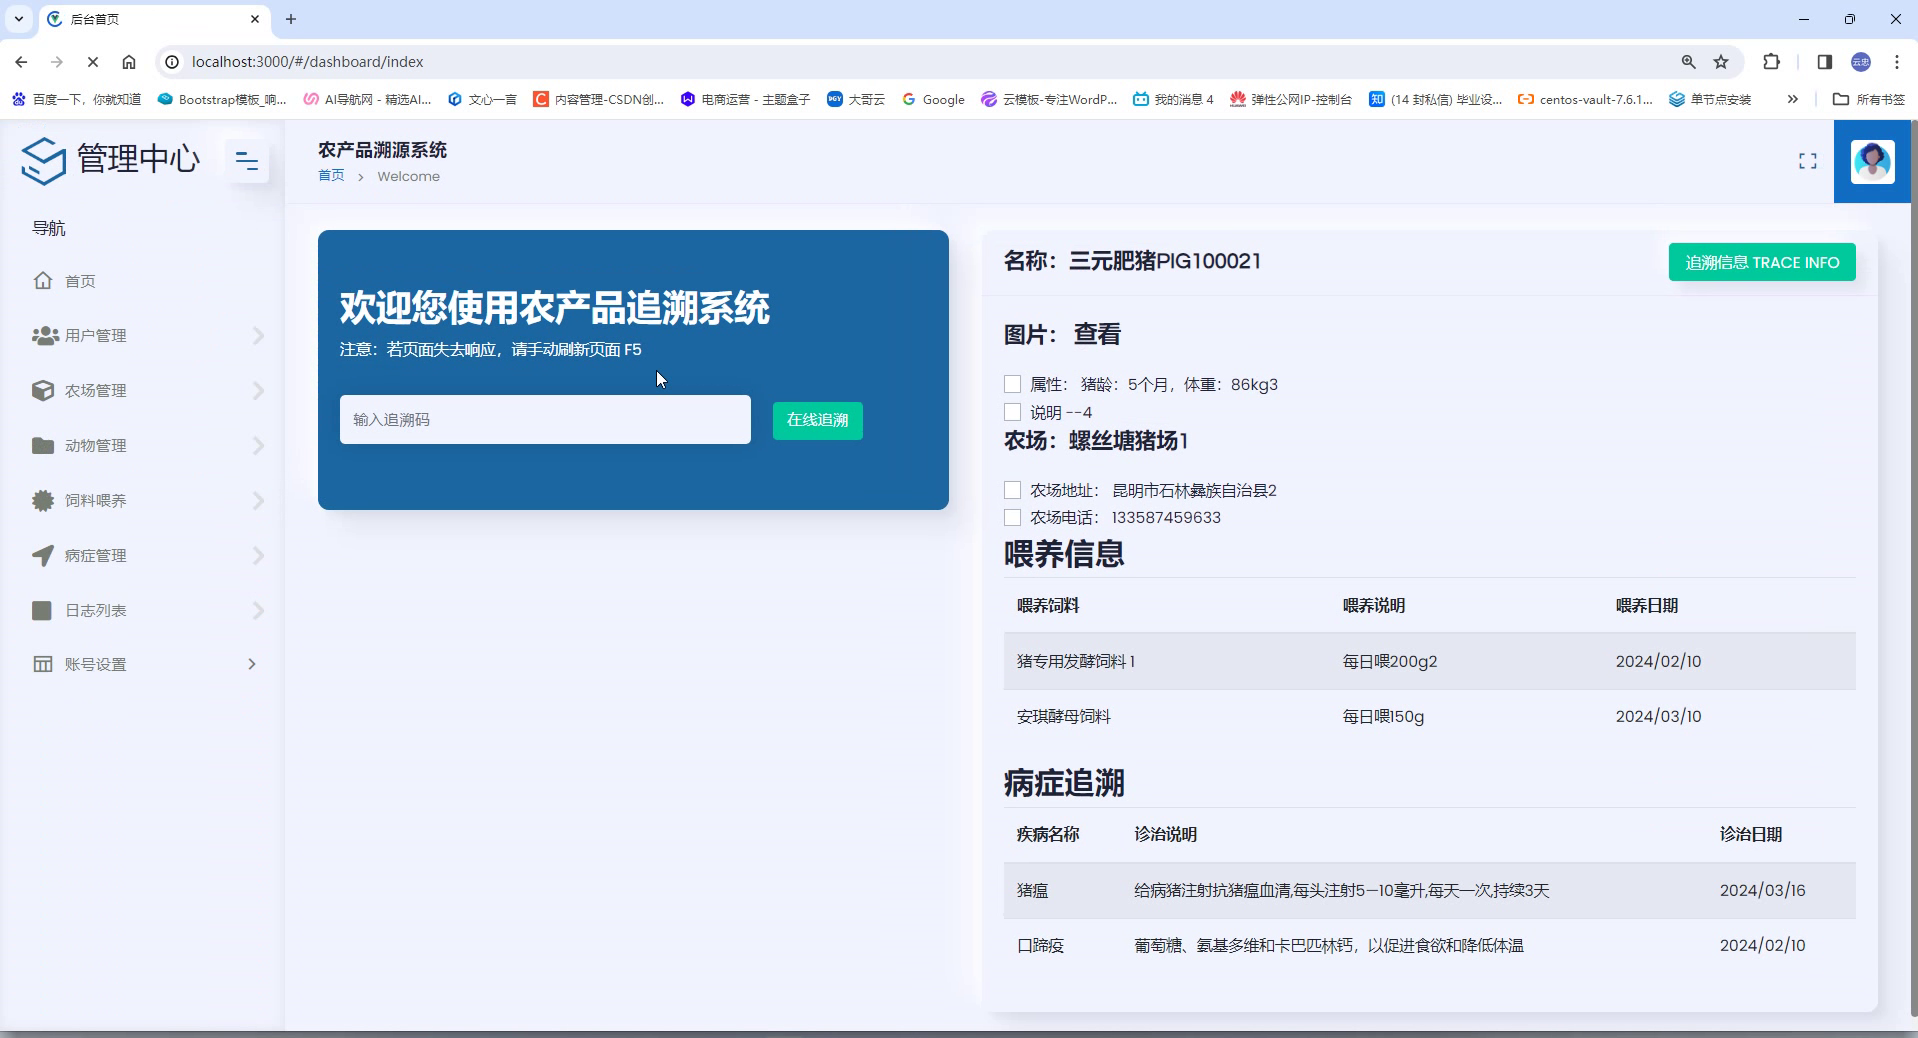 后台首页
localhost:3000/#/dashboard/index
云忠
百度一下，你就知道
Bootstrap模板_响...
AI导航网 - 精选AI...
文心一言
内容管理-CSDN创...
电商运营 - 主题盒子
大哥云
Google
云模板-专注WordP...
我的消息 4
弹性公网IP-控制台
(14 封私信) 毕业设...
centos-vault-7.6.1...
单节点安装
所有书签
管理中心
农产品溯源系统
首页 > Welcome
导航
首页
用户管理
农场管理
动物管理
饲料喂养
病症管理
日志列表
账号设置
欢迎您使用农产品追溯系统
注意：若页面失去响应，请手动刷新页面 F5
输入追溯码
在线追溯
名称：三元肥猪PIG100021
追溯信息 TRACE INFO
图片： 查看
属性： 猪龄：5个月，体重：86kg3
说明 --4
农场：螺丝塘猪场1
农场地址： 昆明市石林彝族自治县2
农场电话： 133587459633
喂养信息
喂养饲料 喂养说明 喂养日期
猪专用发酵饲料1 每日喂200g2 2024/02/10
安琪酵母饲料 每日喂150g 2024/03/10
病症追溯
疾病名称 诊治说明 诊治日期
猪瘟 给病猪注射抗猪瘟血清,每头注射5—10毫升,每天一次,持续3天 2024/03/16
口蹄疫 葡萄糖、氨基多维和卡巴匹林钙，以促进食欲和降低体温 2024/02/10